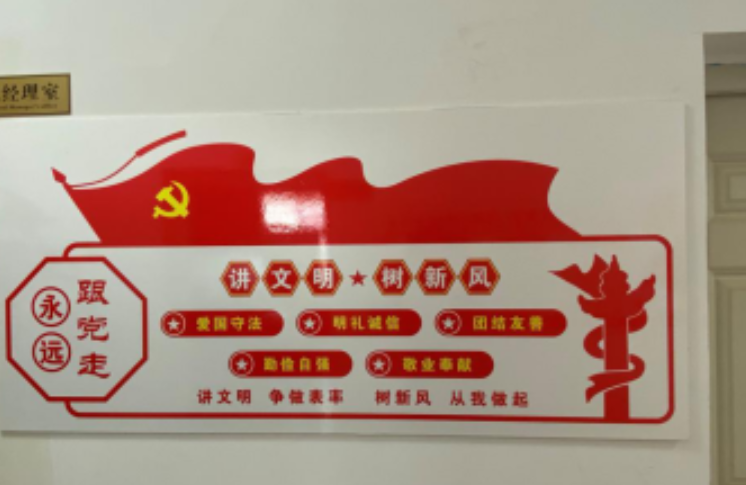 经理室
讲文明★树新风
永远
跟党走
爱国守法 明礼诚信 团结友善
勤俭自强 敬业奉献
讲文明 争做表率 树新风 从我做起